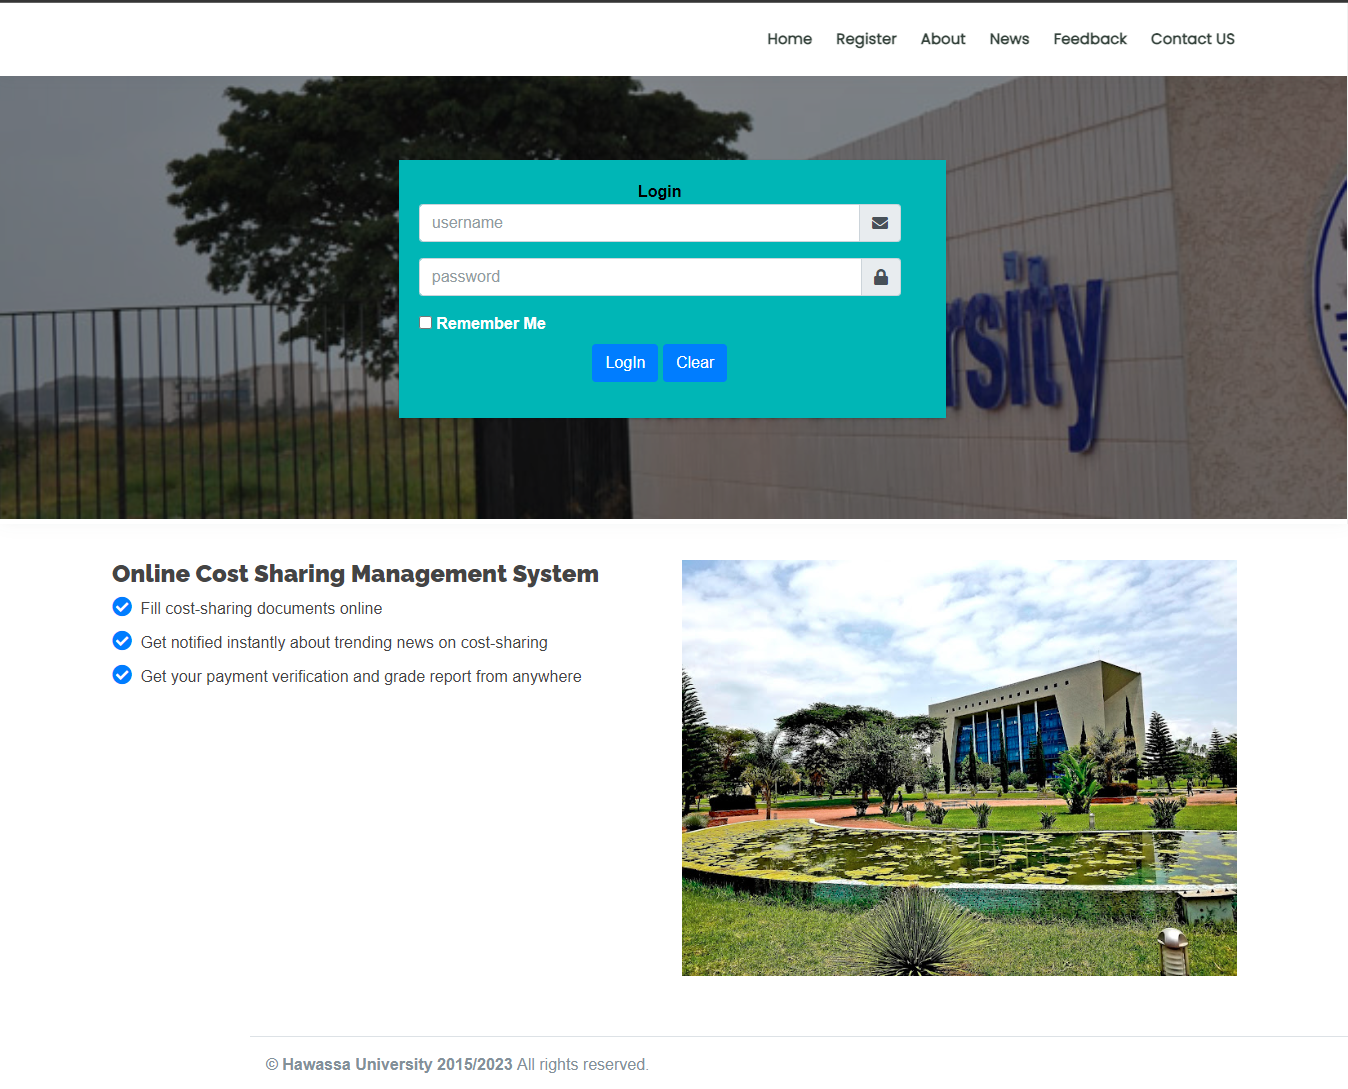 Home Register About News Feedback Contact US
Login
username
password
Remember Me
LogIn Clear
rsity
Online Cost Sharing Management System
Fill cost-sharing documents online
Get notified instantly about trending news on cost-sharing
Get your payment verification and grade report from anywhere
© Hawassa University 2015/2023 All rights reserved.